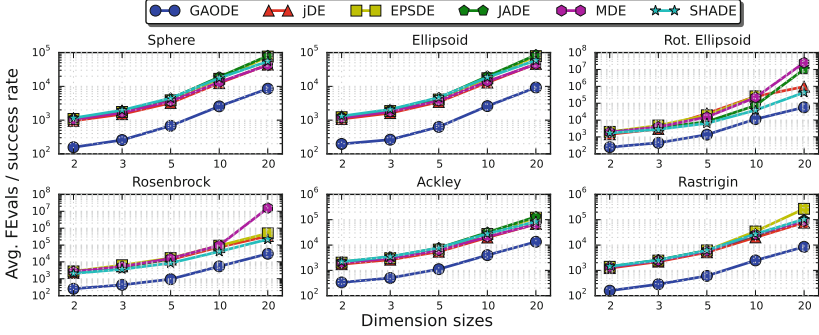 GAODE jDE EPSDE JADE MDE SHADE
Sphere Ellipsoid Rot. Ellipsoid
10^5 10^5 10^8
10^7
10^4 10^4 10^6
10^5
10^3 10^3 10^4
10^3
10^2 10^2 10^2
2 3 5 10 20 2 3 5 10 20 2 3 5 10 20
Rosenbrock Ackley Rastrigin
10^8 10^6 10^6
10^7
10^6 10^5 10^5
10^5 10^4 10^4
10^4
10^3 10^3 10^3
10^2 10^2 10^2
2 3 5 10 20 2 3 5 10 20 2 3 5 10 20
Avg. FEvals / success rate
Dimension sizes